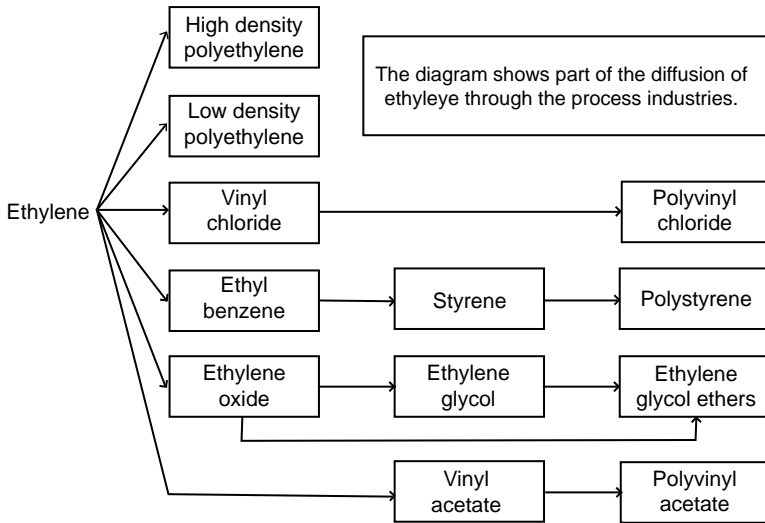 High density
polyethylene
The diagram shows part of the diffusion of
ethyleye through the process industries.
Low density
polyethylene
Ethylene
Vinyl
chloride
Polyvinyl
chloride
Ethyl
benzene
Styrene
Polystyrene
Ethylene
oxide
Ethylene
glycol
Ethylene
glycol ethers
Vinyl
acetate
Polyvinyl
acetate